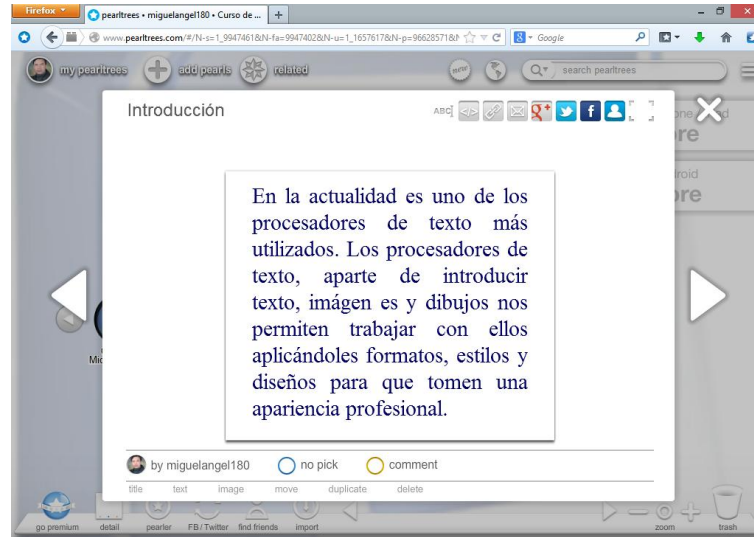 Firefox
pearltrees • miguelangel180 • Curso de ...
www.pearltrees.com/#/N-s=1_9947461&N-fa=9947402&N-u=1_1657617&N-p=96628571&
Google
my pearltrees
add pearls
related
new
search pearltrees
Introducción
ABC
En la actualidad es uno de los
procesadores de texto más
utilizados. Los procesadores de
texto, aparte de introducir
texto, imágen es y dibujos nos
permiten trabajar con ellos
aplicándoles formatos, estilos y
diseños para que tomen una
apariencia profesional.
by miguelangel180
no pick
comment
title text image move duplicate delete
go premium detail pearler FB / Twitter find friends import
zoom trash